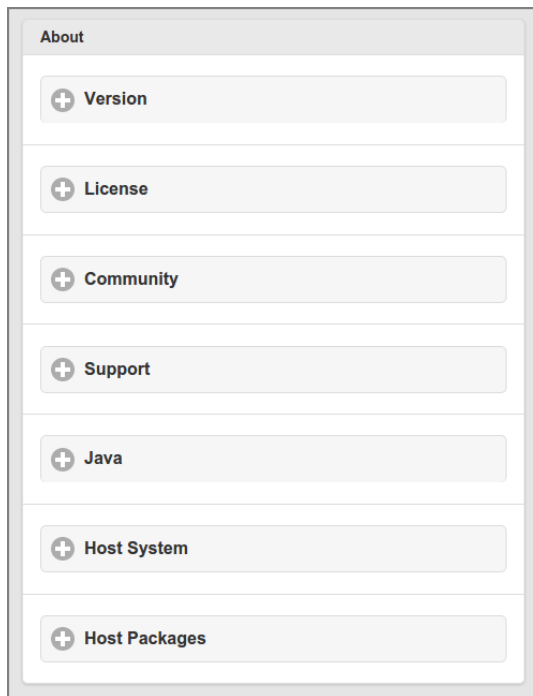 About
Version
License
Community
Support
Java
Host System
Host Packages